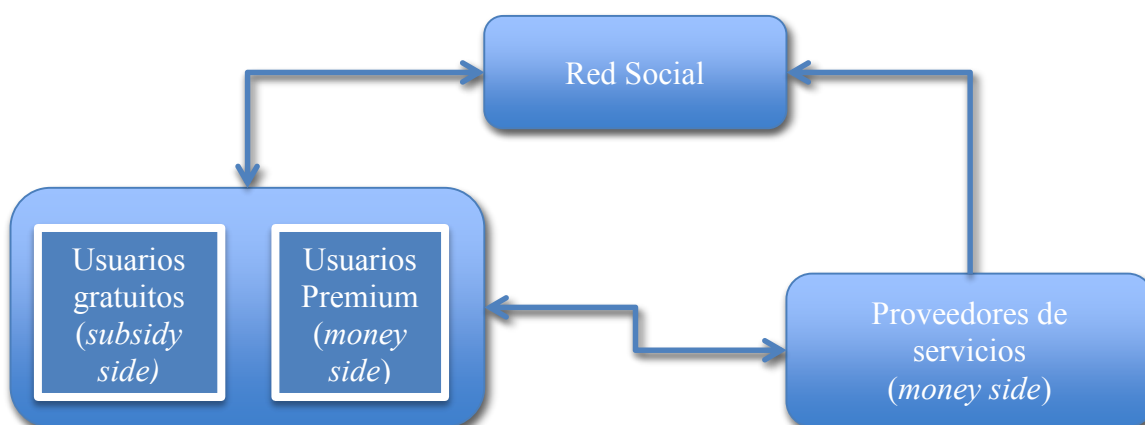 Red Social
Usuarios
gratuitos
(subsidy
side)
Usuarios
Premium
(money
side)
Proveedores de
servicios
(money side)